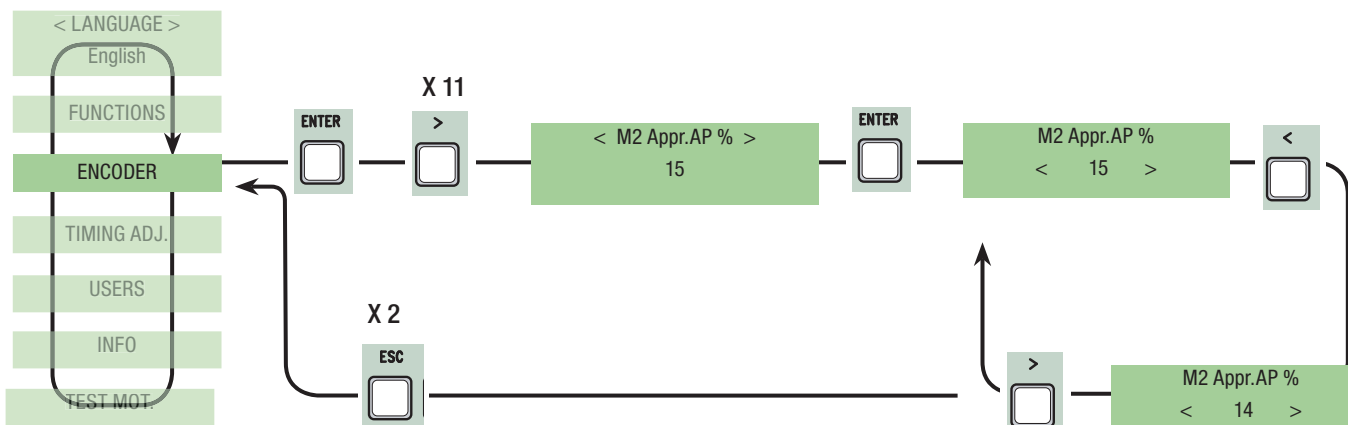 < LANGUAGE >
English
FUNCTIONS
ENCODER
TIMING ADJ.
USERS
INFO
TEST MOT.
ENTER
X 11
>
< M2 Appr.AP % >
15
ENTER
M2 Appr.AP %
< 15 >
<
X 2
ESC
>
M2 Appr.AP %
< 14 >